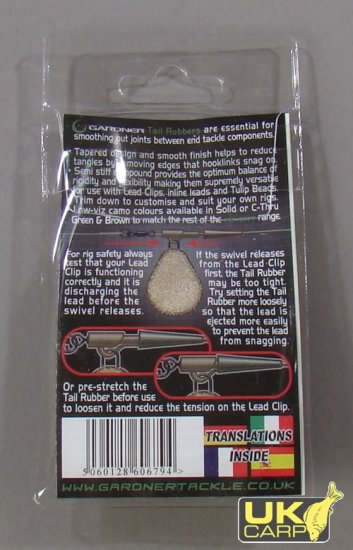 GARDNER Tail Rubbers are essential for
smoothing out joints between end tackle components.
• Tapered design and smooth finish helps to reduce
tangles by removing edges that hooklinks snag on.
• Semi stiff compound provides the optimum balance of
rigidity and flexibility making them supremely versatile
for use with Lead Clips, inline leads and Tulip Beads.
• Trim down to customise and suit your own rigs.
• Low-viz camo colours available in Solid or C-Thru
Green & Brown to match the rest of the range.
For rig safety always
test that your Lead
Clip is functioning
correctly and it is
discharging the
lead before the
swivel releases.
If the swivel releases
from the Lead Clip
first the Tail Rubber
may be too tight.
Try setting the Tail
Rubber more loosely
so that the lead is
ejected more easily
to prevent the lead
from snagging.
Or pre-stretch the
Tail Rubber before use
to loosen it and reduce the tension on the Lead Clip.
TRANSLATIONS
INSIDE
5060128606794>
WWW.GARDNERTACKLE.CO.UK
UK
CARP